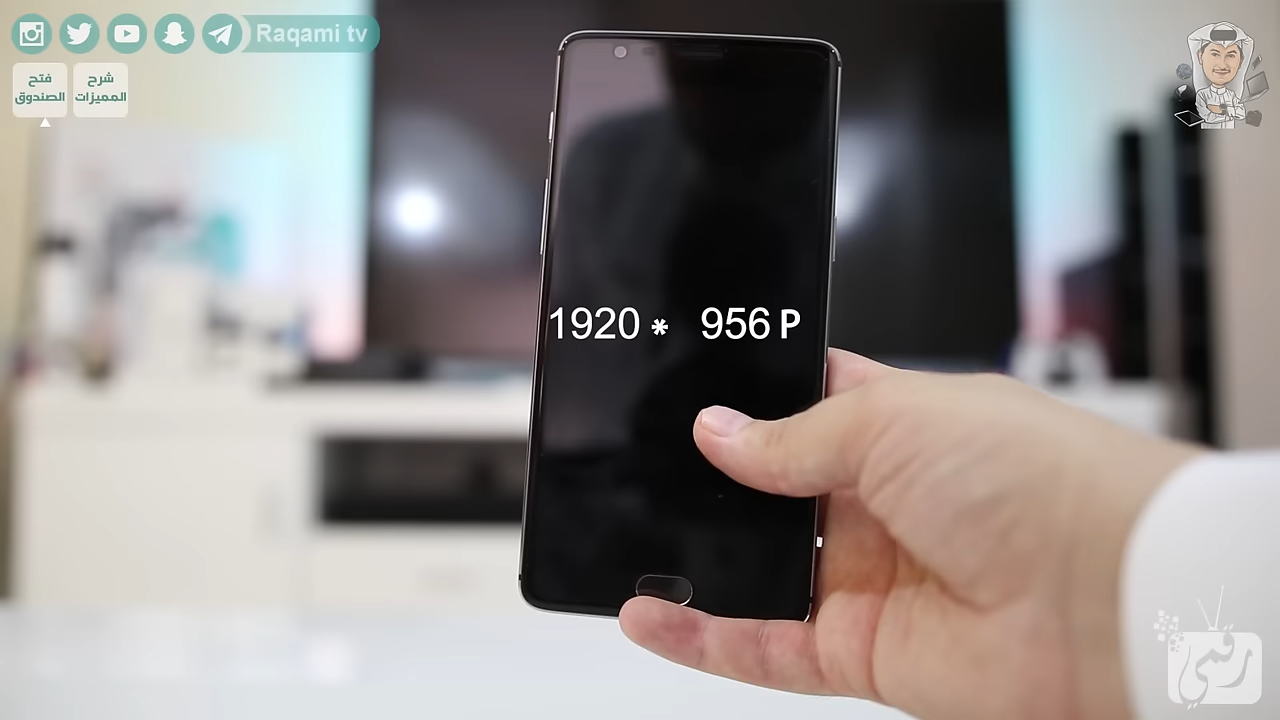 Raqami tv
فتح
الصندوق
شرح
المميزات
1920 * 956 P
رقمي